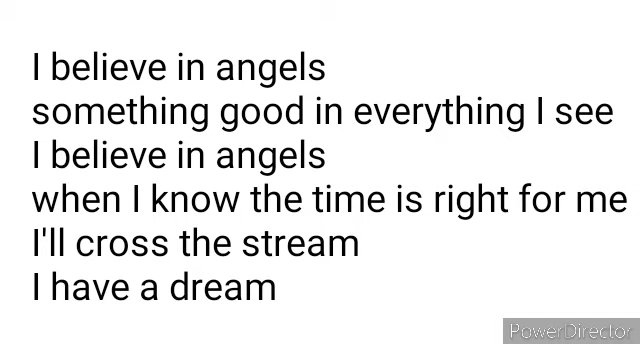 I believe in angels
something good in everything I see
I believe in angels
when I know the time is right for me
I'll cross the stream
I have a dream
PowerDirector